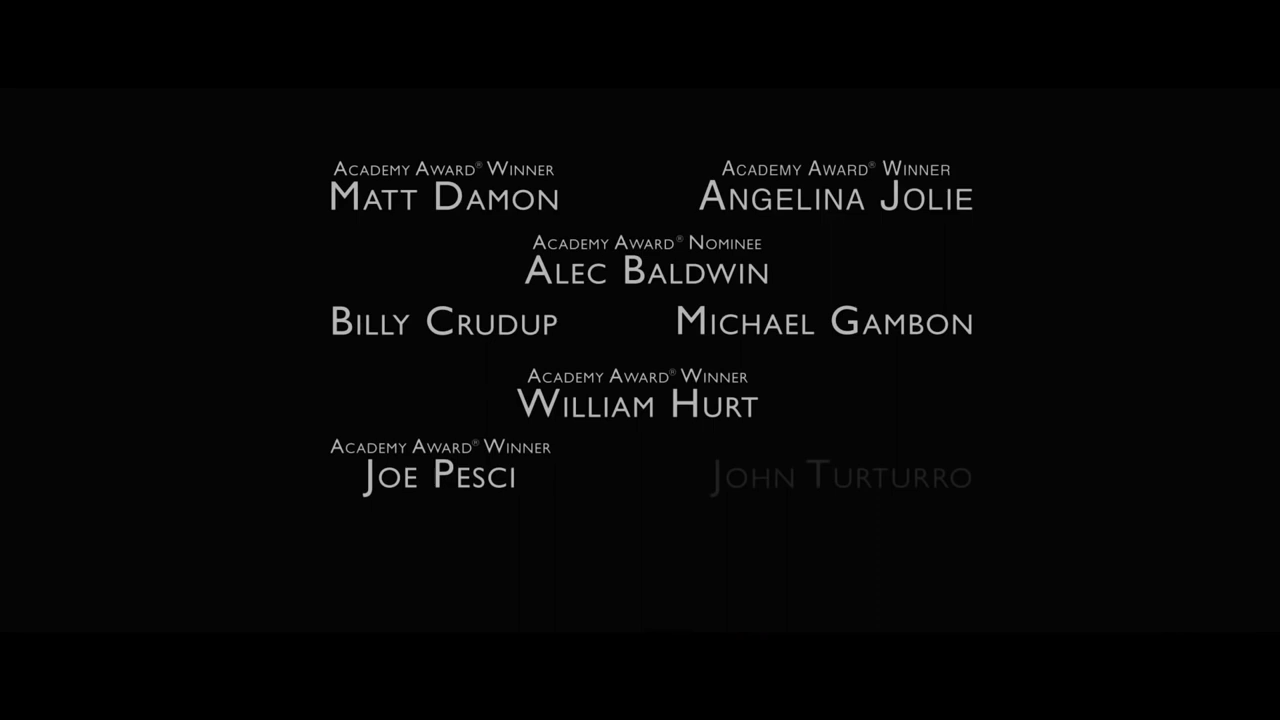 Academy Award® Winner
Matt Damon
Academy Award® Winner
Angelina Jolie
Academy Award® Nominee
Alec Baldwin
Billy Crudup
Michael Gambon
Academy Award® Winner
William Hurt
Academy Award® Winner
Joe Pesci
John Turturro